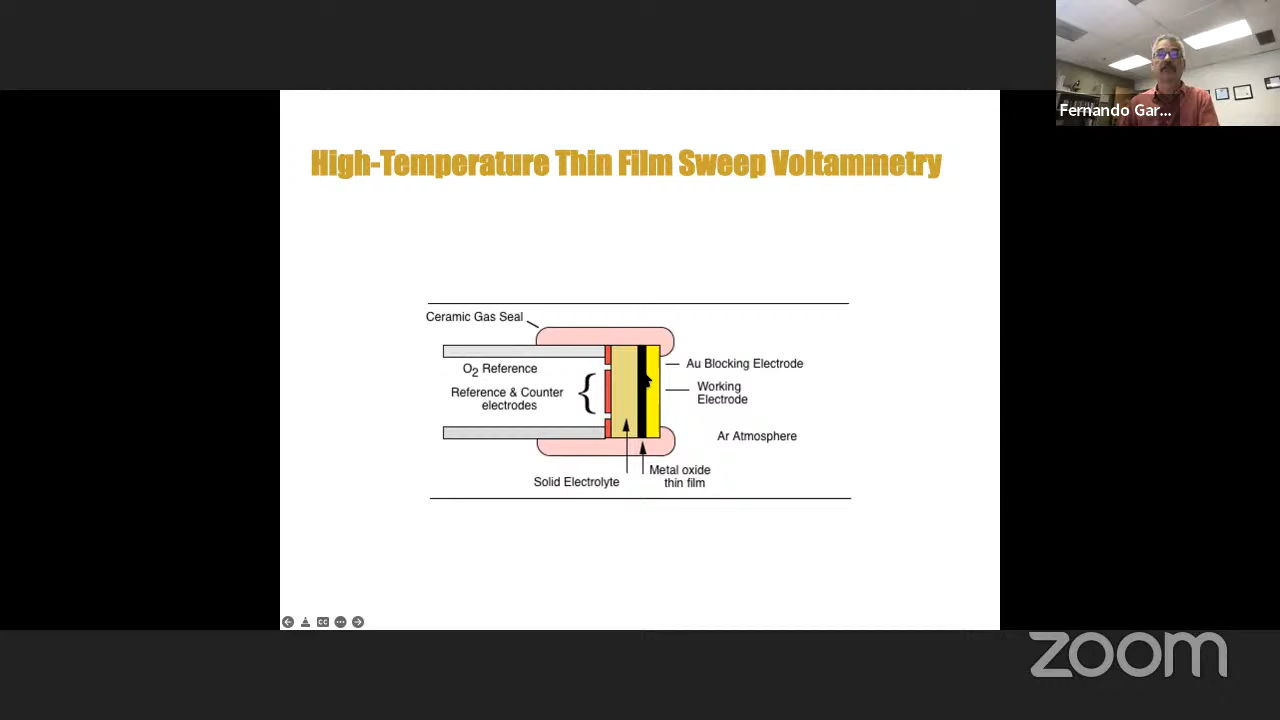 Fernando Gar...
High-Temperature Thin Film Sweep Voltammetry
Ceramic Gas Seal
O2 Reference
Reference & Counter
electrodes
Au Blocking Electrode
Working
Electrode
Ar Atmosphere
Solid Electrolyte
Metal oxide
thin film
CC
zoom